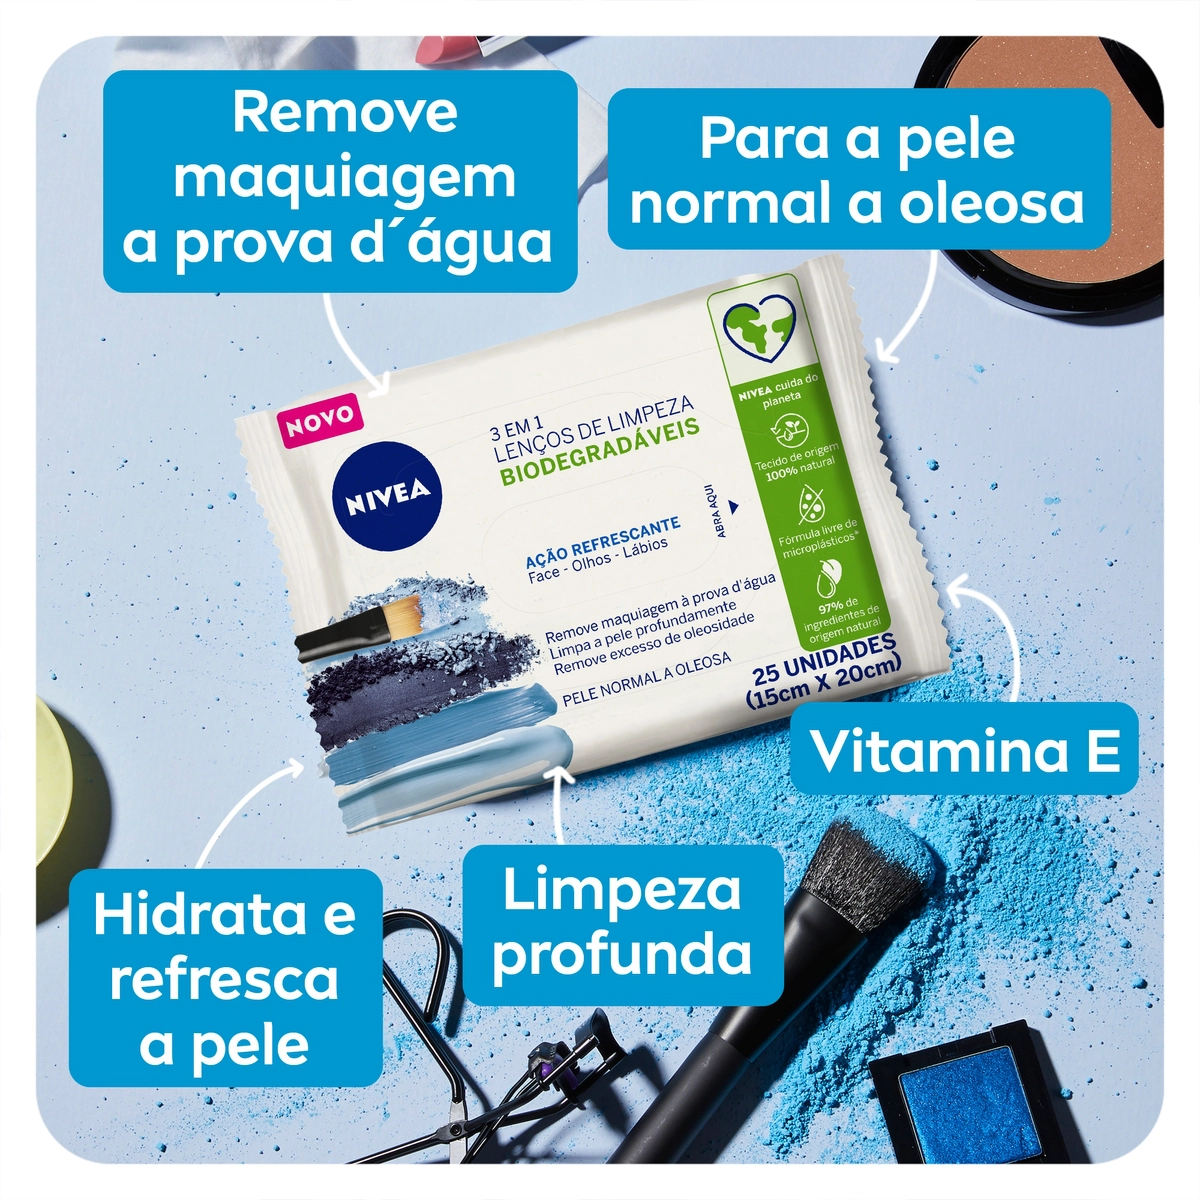 Remove
maquiagem
a prova d´água
Para a pele
normal a oleosa
NOVO
NIVEA
3 EM 1
LENÇOS DE LIMPEZA
BIODEGRADÁVEIS
AÇÃO REFRESCANTE
Face - Olhos - Lábios
ABRA AQUI
Remove maquiagem à prova d'água
Limpa a pele profundamente
Remove excesso de oleosidade
PELE NORMAL A OLEOSA
NIVEA cuida do
planeta
Tecido de origem
100% natural
Fórmula livre de
microplásticos*
97% de
ingredientes de
origem natural
25 UNIDADES
(15cm X 20cm)
Vitamina E
Hidrata e
refresca
a pele
Limpeza
profunda